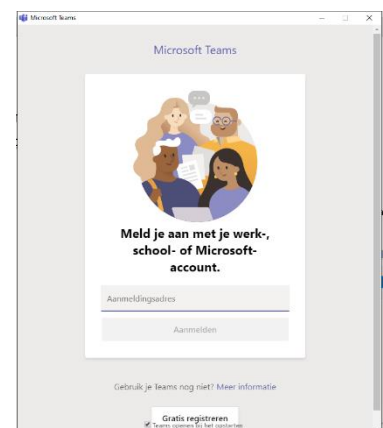 Microsoft Teams
Microsoft Teams
Meld je aan met je werk-,
school- of Microsoft-
account.
Aanmeldingsadres
Aanmelden
Gebruik je Teams nog niet? Meer informatie
Gratis registreren
Teams openen bij het opstarten